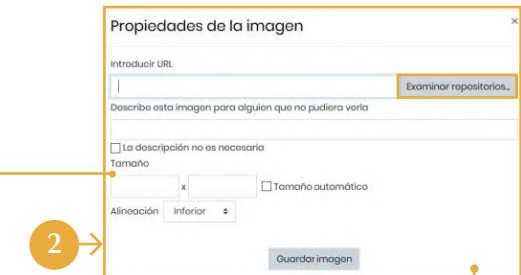 Propiedades de la imagen
×
Introducir URL
Examinar repositorios...
Describe esta imagen para alguien que no pudiera verla
La descripción no es necesaria
Tamaño
x Tamaño automático
Alineación Inferior
2
Guardar imagen